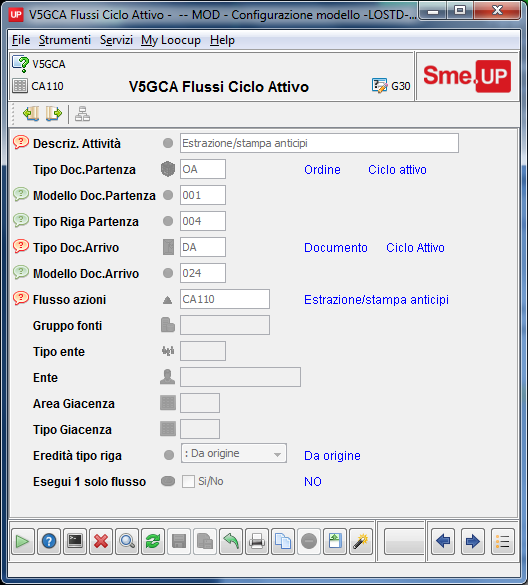 UP V5GCA Flussi Ciclo Attivo - -- MOD - Configurazione modello -LOSTD-...
File Strumenti Servizi My Loocup Help
V5GCA
CA110 V5GCA Flussi Ciclo Attivo G30 Sme.UP
Descriz. Attività Estrazione/stampa anticipi
Tipo Doc.Partenza OA Ordine Ciclo attivo
Modello Doc.Partenza 001
Tipo Riga Partenza 004
Tipo Doc.Arrivo DA Documento Ciclo Attivo
Modello Doc.Arrivo 024
Flusso azioni CA110 Estrazione/stampa anticipi
Gruppo fonti
Tipo ente
Ente
Area Giacenza
Tipo Giacenza
Eredità tipo riga : Da origine Da origine
Esegui 1 solo flusso Si/No NO